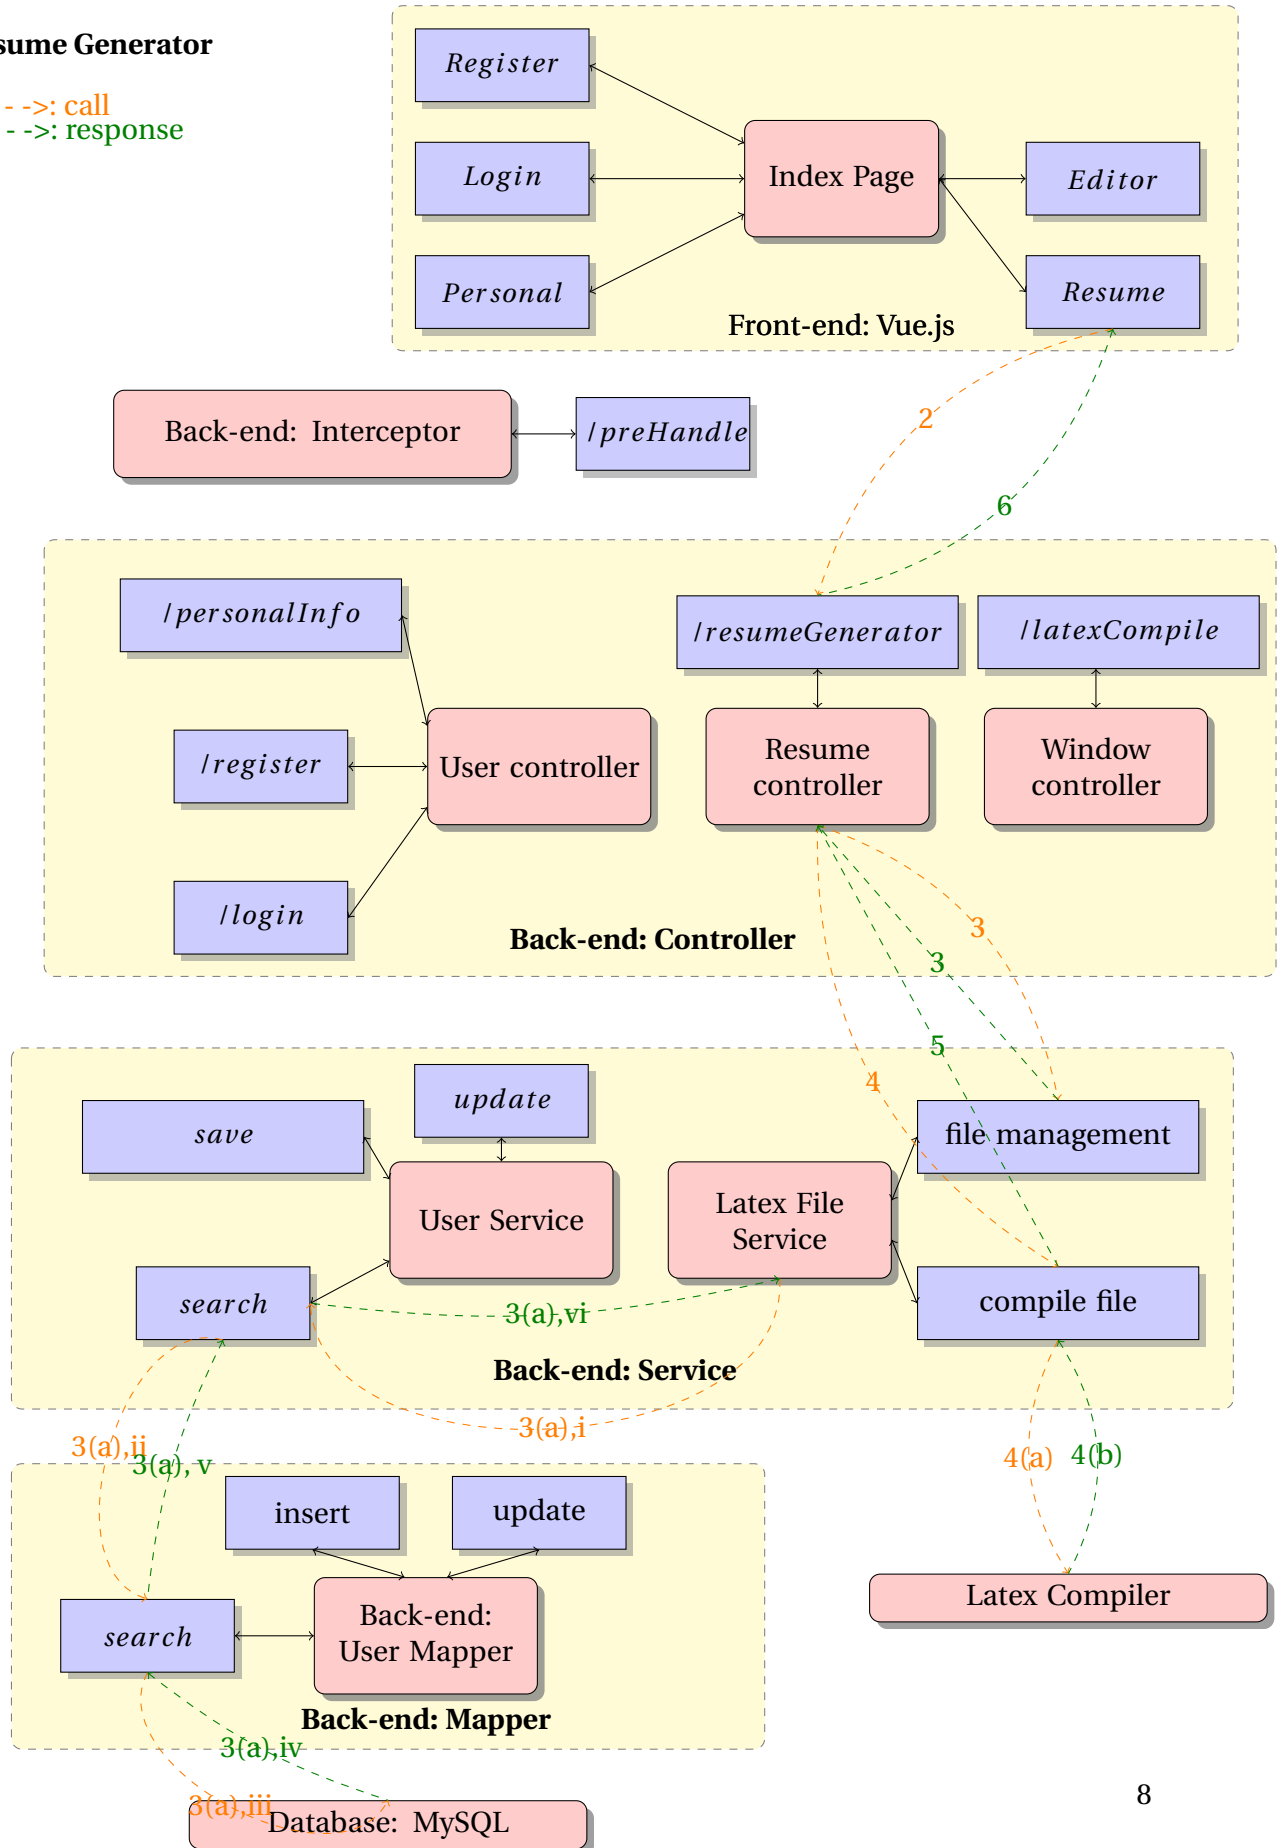 sume Generator
- ->: call
- ->: response
Register
Login
Personal
Index Page
Editor
Resume
Front-end: Vue.js
Back-end: Interceptor
/preHandle
2
6
/personalInfo
/register
/login
User controller
/resumeGenerator
/latexCompile
Resume
controller
Window
controller
Back-end: Controller
3
3
5
4
save
update
User Service
search
Latex File
Service
file management
compile file
3(a),vi
Back-end: Service
3(a),i
3(a),ii
3(a), v
4(a)
4(b)
insert
update
search
Back-end:
User Mapper
Latex Compiler
Back-end: Mapper
3(a),iv
3(a),iii
Database: MySQL
8